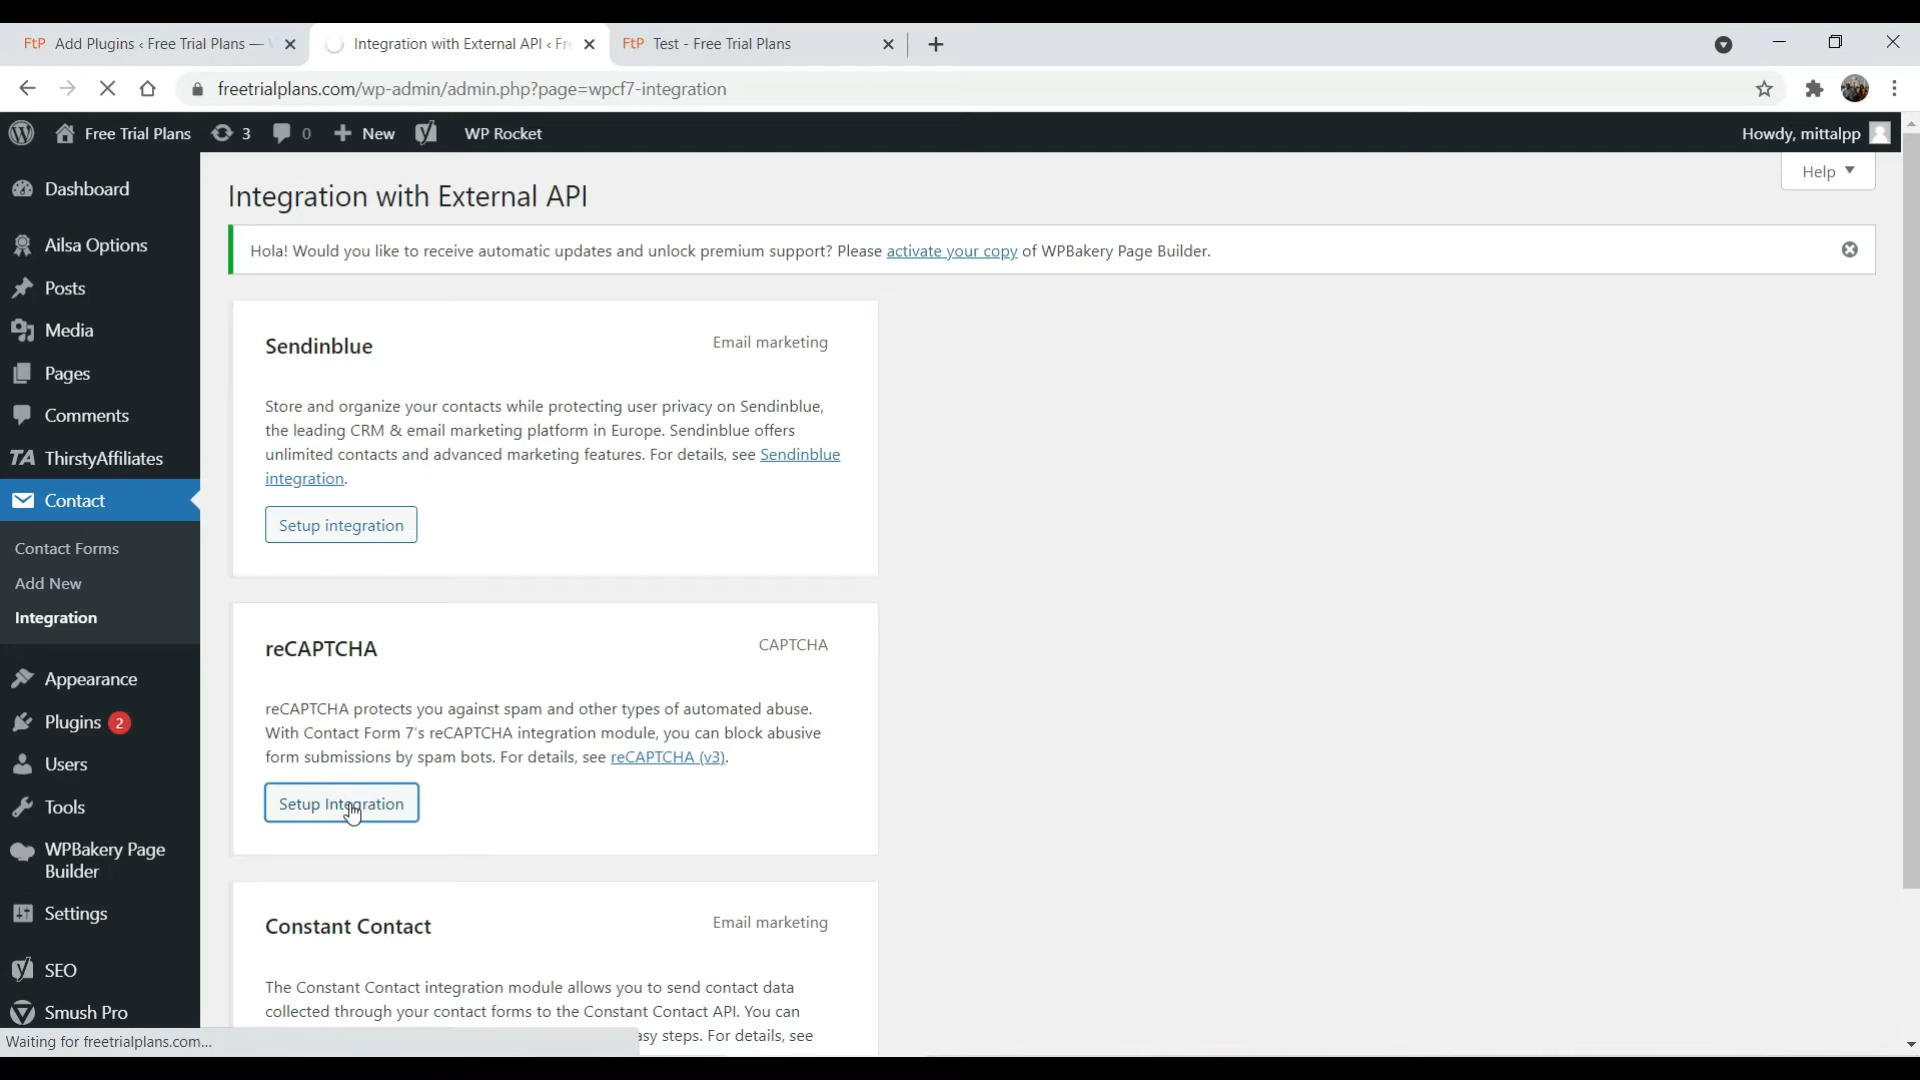 FtP Add Plugins ‹ Free Trial Plans —
Integration with External API ‹ Fr
FtP Test - Free Trial Plans
freetrialplans.com/wp-admin/admin.php?page=wpcf7-integration
Free Trial Plans 3 0 New WP Rocket Howdy, mittalpp
Help
Dashboard
Ailsa Options
Posts
Media
Pages
Comments
TA ThirstyAffiliates
Contact
Contact Forms
Add New
Integration
Appearance
Plugins 2
Users
Tools
WPBakery Page
Builder
Settings
SEO
Smush Pro
Integration with External API
Hola! Would you like to receive automatic updates and unlock premium support? Please activate your copy of WPBakery Page Builder.
Sendinblue Email marketing
Store and organize your contacts while protecting user privacy on Sendinblue,
the leading CRM & email marketing platform in Europe. Sendinblue offers
unlimited contacts and advanced marketing features. For details, see Sendinblue
integration.
Setup integration
reCAPTCHA CAPTCHA
reCAPTCHA protects you against spam and other types of automated abuse.
With Contact Form 7's reCAPTCHA integration module, you can block abusive
form submissions by spam bots. For details, see reCAPTCHA (v3).
Setup Integration
Constant Contact Email marketing
The Constant Contact integration module allows you to send contact data
collected through your contact forms to the Constant Contact API. You can
asy steps. For details, see
Waiting for freetrialplans.com...